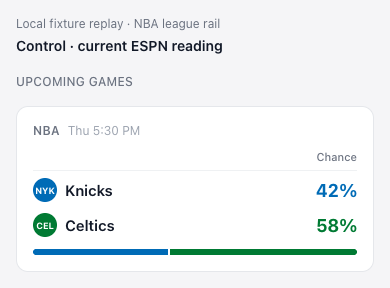 Local fixture replay · NBA league rail
Control · current ESPN reading
UPCOMING GAMES
NBA Thu 5:30 PM
Chance
NYK Knicks 42%
CEL Celtics 58%